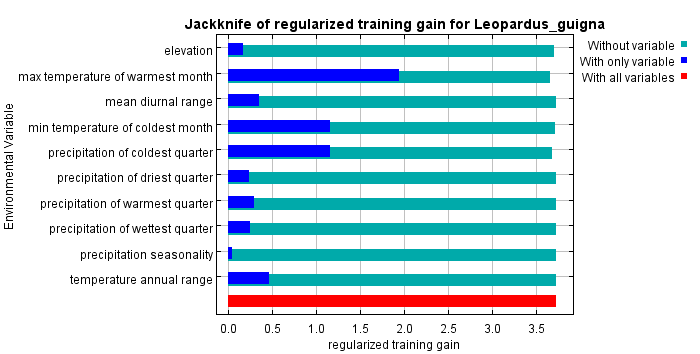 Jackknife of regularized training gain for Leopardus_guigna
Without variable
With only variable
With all variables
Environmental Variable
elevation
max temperature of warmest month
mean diurnal range
min temperature of coldest month
precipitation of coldest quarter
precipitation of driest quarter
precipitation of warmest quarter
precipitation of wettest quarter
precipitation seasonality
temperature annual range
0.0 0.5 1.0 1.5 2.0 2.5 3.0 3.5
regularized training gain